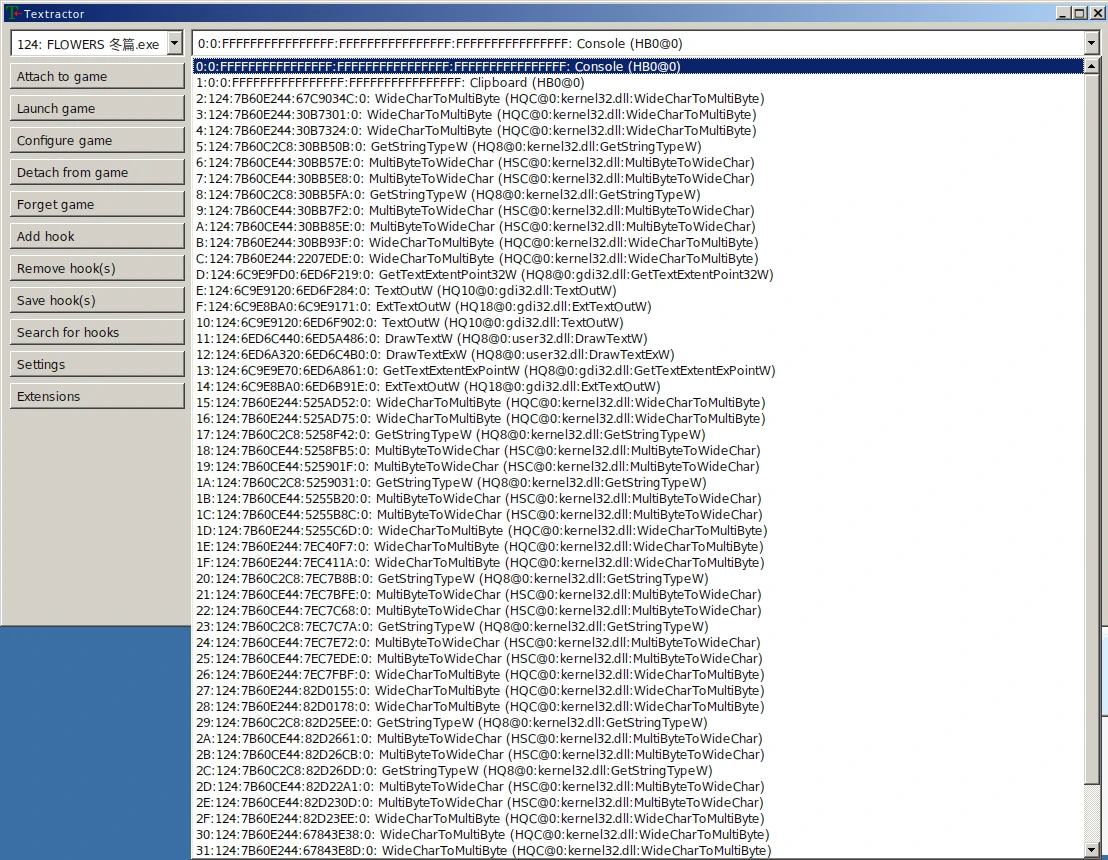 Textractor
124: FLOWERS 冬篇.exe
0:0:FFFFFFFFFFFFFFFF:FFFFFFFFFFFFFFFF:FFFFFFFFFFFFFFFF: Console (HB0@0)
Attach to game
Launch game
Configure game
Detach from game
Forget game
Add hook
Remove hook(s)
Save hook(s)
Search for hooks
Settings
Extensions
0:0:FFFFFFFFFFFFFFFF:FFFFFFFFFFFFFFFF:FFFFFFFFFFFFFFFF: Console (HB0@0)
1:0:0:FFFFFFFFFFFFFFFF:FFFFFFFFFFFFFFFF: Clipboard (HB0@0)
2:124:7B60E244:67C9034C:0: WideCharToMultiByte (HQC@0:kernel32.dll:WideCharToMultiByte)
3:124:7B60E244:30B7301:0: WideCharToMultiByte (HQC@0:kernel32.dll:WideCharToMultiByte)
4:124:7B60E244:30B7324:0: WideCharToMultiByte (HQC@0:kernel32.dll:WideCharToMultiByte)
5:124:7B60C2C8:30BB50B:0: GetStringTypeW (HQ8@0:kernel32.dll:GetStringTypeW)
6:124:7B60CE44:30BB57E:0: MultiByteToWideChar (HSC@0:kernel32.dll:MultiByteToWideChar)
7:124:7B60CE44:30BB5E8:0: MultiByteToWideChar (HSC@0:kernel32.dll:MultiByteToWideChar)
8:124:7B60C2C8:30BB5FA:0: GetStringTypeW (HQ8@0:kernel32.dll:GetStringTypeW)
9:124:7B60CE44:30BB7F2:0: MultiByteToWideChar (HSC@0:kernel32.dll:MultiByteToWideChar)
A:124:7B60CE44:30BB85E:0: MultiByteToWideChar (HSC@0:kernel32.dll:MultiByteToWideChar)
B:124:7B60E244:30BB93F:0: WideCharToMultiByte (HQC@0:kernel32.dll:WideCharToMultiByte)
C:124:7B60E244:2207EDE:0: WideCharToMultiByte (HQC@0:kernel32.dll:WideCharToMultiByte)
D:124:6C9E9FD0:6ED6F219:0: GetTextExtentPoint32W (HQ8@0:gdi32.dll:GetTextExtentPoint32W)
E:124:6C9E9120:6ED6F284:0: TextOutW (HQ10@0:gdi32.dll:TextOutW)
F:124:6C9E8BA0:6C9E9171:0: ExtTextOutW (HQ18@0:gdi32.dll:ExtTextOutW)
10:124:6C9E9120:6ED6F902:0: TextOutW (HQ10@0:gdi32.dll:TextOutW)
11:124:6ED6C440:6ED5A486:0: DrawTextW (HQ8@0:user32.dll:DrawTextW)
12:124:6ED6A320:6ED6C4B0:0: DrawTextExW (HQ8@0:user32.dll:DrawTextExW)
13:124:6C9E9E70:6ED6A861:0: GetTextExtentExPointW (HQ8@0:gdi32.dll:GetTextExtentExPointW)
14:124:6C9E8BA0:6ED6B91E:0: ExtTextOutW (HQ18@0:gdi32.dll:ExtTextOutW)
15:124:7B60E244:525AD52:0: WideCharToMultiByte (HQC@0:kernel32.dll:WideCharToMultiByte)
16:124:7B60E244:525AD75:0: WideCharToMultiByte (HQC@0:kernel32.dll:WideCharToMultiByte)
17:124:7B60C2C8:5258F42:0: GetStringTypeW (HQ8@0:kernel32.dll:GetStringTypeW)
18:124:7B60CE44:5258FB5:0: MultiByteToWideChar (HSC@0:kernel32.dll:MultiByteToWideChar)
19:124:7B60CE44:525901F:0: MultiByteToWideChar (HSC@0:kernel32.dll:MultiByteToWideChar)
1A:124:7B60C2C8:5259031:0: GetStringTypeW (HQ8@0:kernel32.dll:GetStringTypeW)
1B:124:7B60CE44:5255B20:0: MultiByteToWideChar (HSC@0:kernel32.dll:MultiByteToWideChar)
1C:124:7B60CE44:5255B8C:0: MultiByteToWideChar (HSC@0:kernel32.dll:MultiByteToWideChar)
1D:124:7B60E244:5255C6D:0: WideCharToMultiByte (HQC@0:kernel32.dll:WideCharToMultiByte)
1E:124:7B60E244:7EC40F7:0: WideCharToMultiByte (HQC@0:kernel32.dll:WideCharToMultiByte)
1F:124:7B60E244:7EC411A:0: WideCharToMultiByte (HQC@0:kernel32.dll:WideCharToMultiByte)
20:124:7B60C2C8:7EC7B8B:0: GetStringTypeW (HQ8@0:kernel32.dll:GetStringTypeW)
21:124:7B60CE44:7EC7BFE:0: MultiByteToWideChar (HSC@0:kernel32.dll:MultiByteToWideChar)
22:124:7B60CE44:7EC7C68:0: MultiByteToWideChar (HSC@0:kernel32.dll:MultiByteToWideChar)
23:124:7B60C2C8:7EC7C7A:0: GetStringTypeW (HQ8@0:kernel32.dll:GetStringTypeW)
24:124:7B60CE44:7EC7E72:0: MultiByteToWideChar (HSC@0:kernel32.dll:MultiByteToWideChar)
25:124:7B60CE44:7EC7EDE:0: MultiByteToWideChar (HSC@0:kernel32.dll:MultiByteToWideChar)
26:124:7B60E244:7EC7FBF:0: WideCharToMultiByte (HQC@0:kernel32.dll:WideCharToMultiByte)
27:124:7B60E244:82D0155:0: WideCharToMultiByte (HQC@0:kernel32.dll:WideCharToMultiByte)
28:124:7B60E244:82D0178:0: WideCharToMultiByte (HQC@0:kernel32.dll:WideCharToMultiByte)
29:124:7B60C2C8:82D25EE:0: GetStringTypeW (HQ8@0:kernel32.dll:GetStringTypeW)
2A:124:7B60CE44:82D2661:0: MultiByteToWideChar (HSC@0:kernel32.dll:MultiByteToWideChar)
2B:124:7B60CE44:82D26CB:0: MultiByteToWideChar (HSC@0:kernel32.dll:MultiByteToWideChar)
2C:124:7B60C2C8:82D26DD:0: GetStringTypeW (HQ8@0:kernel32.dll:GetStringTypeW)
2D:124:7B60CE44:82D22A1:0: MultiByteToWideChar (HSC@0:kernel32.dll:MultiByteToWideChar)
2E:124:7B60CE44:82D230D:0: MultiByteToWideChar (HSC@0:kernel32.dll:MultiByteToWideChar)
2F:124:7B60E244:82D23EE:0: WideCharToMultiByte (HQC@0:kernel32.dll:WideCharToMultiByte)
30:124:7B60E244:67843E38:0: WideCharToMultiByte (HQC@0:kernel32.dll:WideCharToMultiByte)
31:124:7B60E244:67843E8D:0: WideCharToMultiByte (HQC@0:kernel32.dll:WideCharToMultiByte)